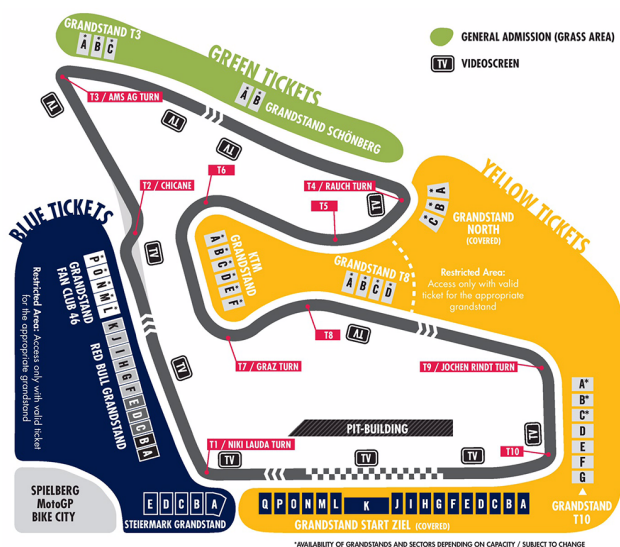 GRANDSTAND T3
A B C
GREEN TICKETS
A B
GRANDSTAND SCHÖNBERG
GENERAL ADMISSION (GRASS AREA)
TV VIDEOSCREEN
TV
T3 / AMS AG TURN
TV
TV
T6
T2 / CHICANE
T4 / RAUCH TURN
TV
T5
YELLOW TICKETS
C B A
GRANDSTAND
NORTH
(COVERED)
BLUE TICKETS
TV
KTM
GRANDSTAND
A B C D E F
GRANDSTAND T8
A B C D
Restricted Area:
Access only with valid
ticket for the appropriate
grandstand
Restricted Area: Access only with valid ticket
for the appropriate grandstand
P O N M L
GRANDSTAND
FAN CLUB 46
K J I H G F E D C B A
RED BULL GRANDSTAND
T8
TV
T7 / GRAZ TURN
TV
T9 / JOCHEN RINDT TURN
A*
B*
C*
D
E
F
G
GRANDSTAND
T10
PIT-BUILDING
TV
T10
T1 / NIKI LAUDA TURN
TV
TV
TV
SPIELBERG
MotoGP
BIKE CITY
E D C B A
STEIERMARK GRANDSTAND
Q P O N M L K J I H G F E D C B A
GRANDSTAND START ZIEL (COVERED)
*AVAILABILITY OF GRANDSTANDS AND SECTORS DEPENDING ON CAPACITY / SUBJECT TO CHANGE